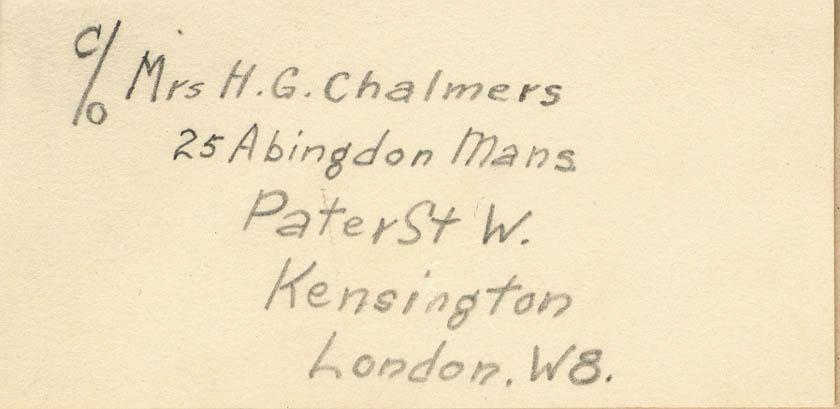 c/o Mrs H.G. Chalmers
25 Abingdon Mans
Pater St W.
Kensington
London. W8.